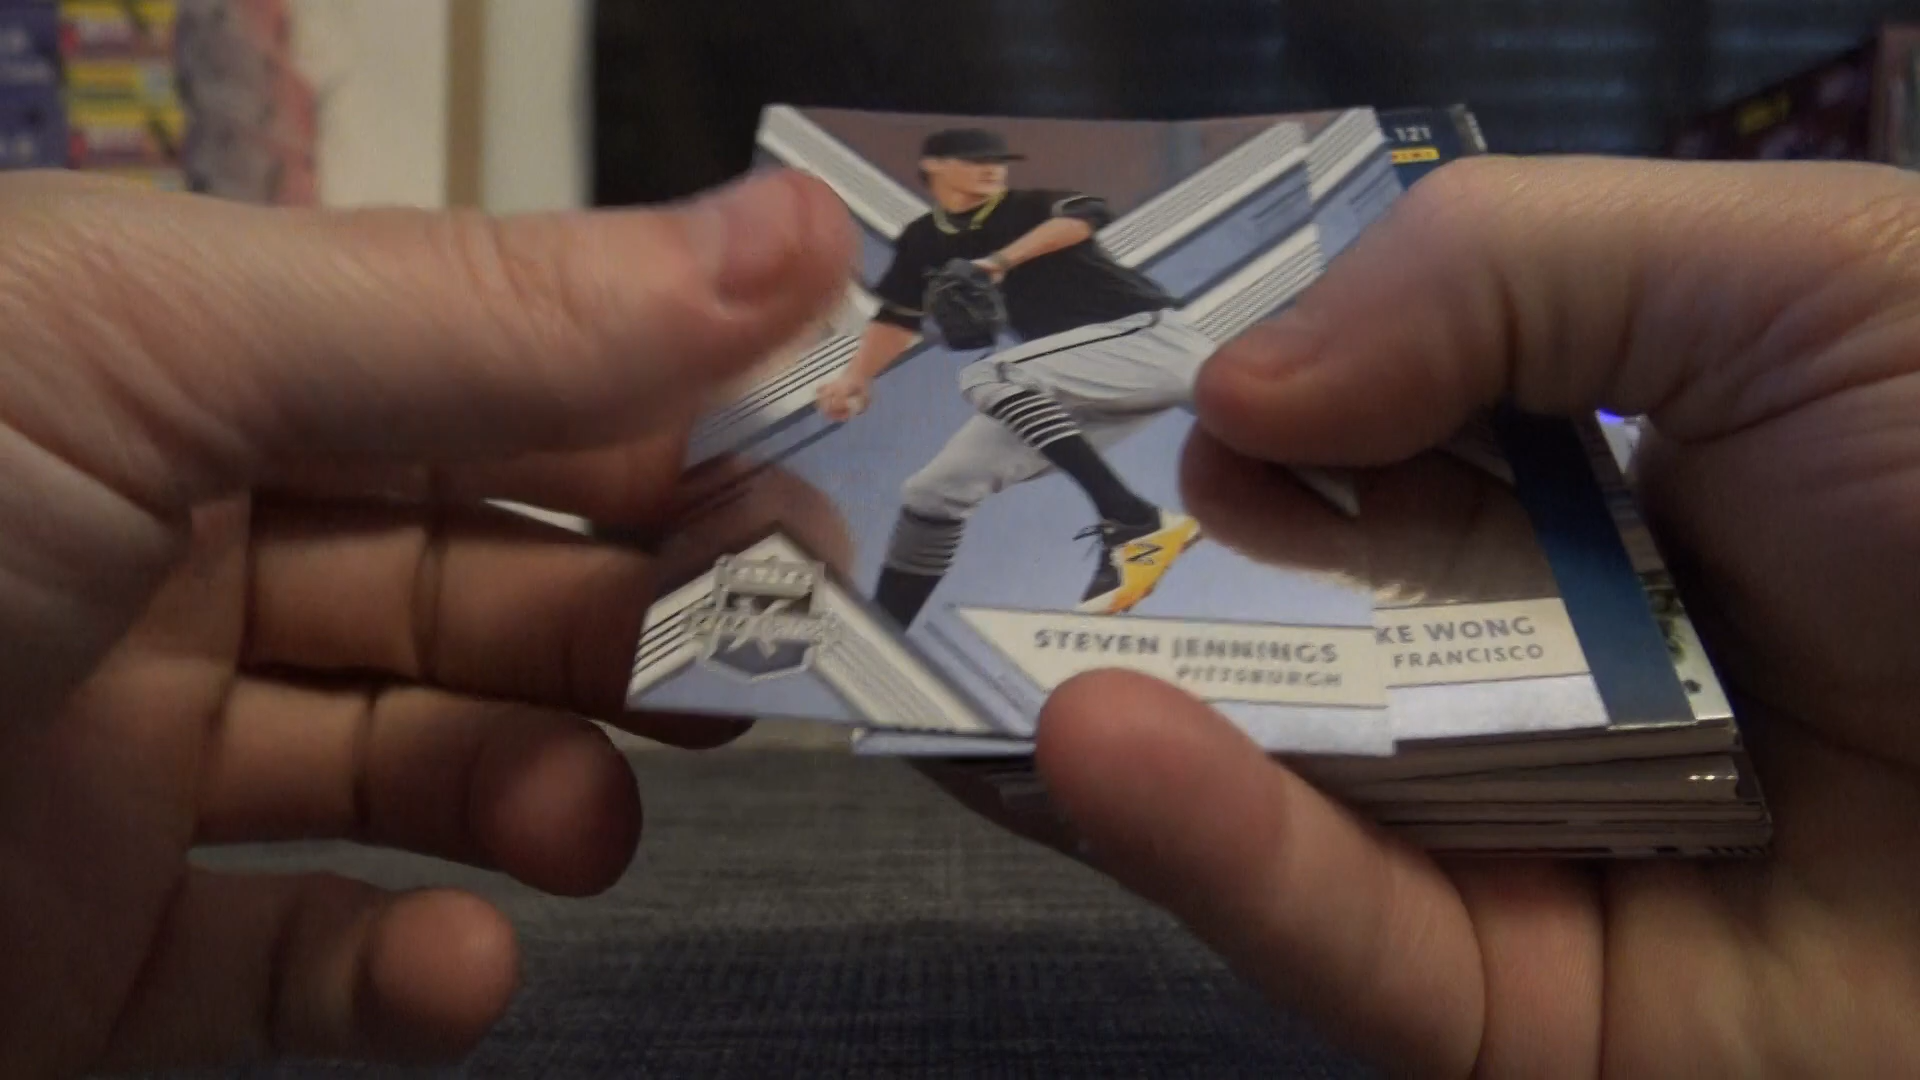 121
STEVEN JENNINGS
PITTSBURGH
KE WONG
FRANCISCO